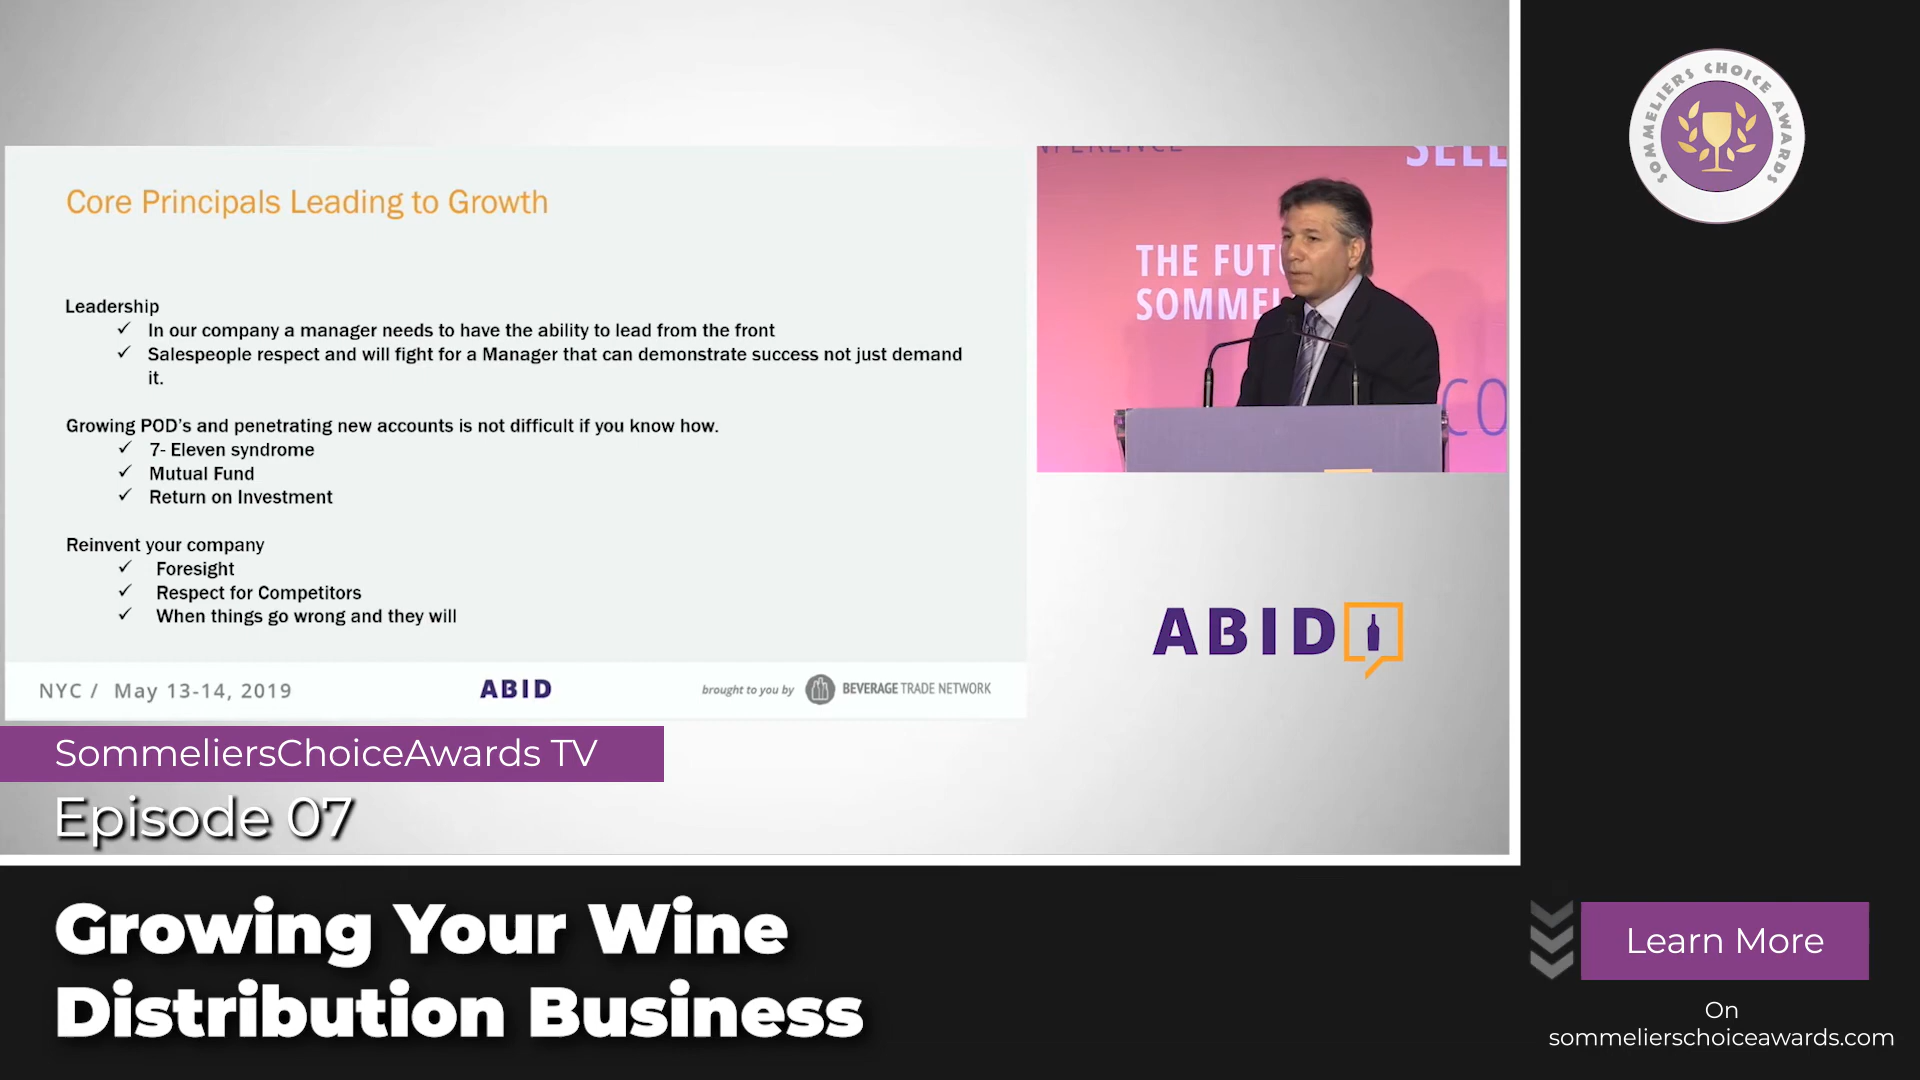 Core Principals Leading to Growth
Leadership
✓ In our company a manager needs to have the ability to lead from the front
✓ Salespeople respect and will fight for a Manager that can demonstrate success not just demand
it.
Growing POD's and penetrating new accounts is not difficult if you know how.
✓ 7- Eleven syndrome
✓ Mutual Fund
✓ Return on Investment
Reinvent your company
✓ Foresight
✓ Respect for Competitors
✓ When things go wrong and they will
NYC / May 13-14, 2019
ABID
brought to you by
BEVERAGE TRADE NETWORK
THE FUT
SOMMEL
SELL
CO
ABID
SOMMELIERS CHOICE AWARDS
SommeliersChoiceAwards TV
Episode 07
Growing Your Wine
Distribution Business
Learn More
On
sommelierschoiceawards.com